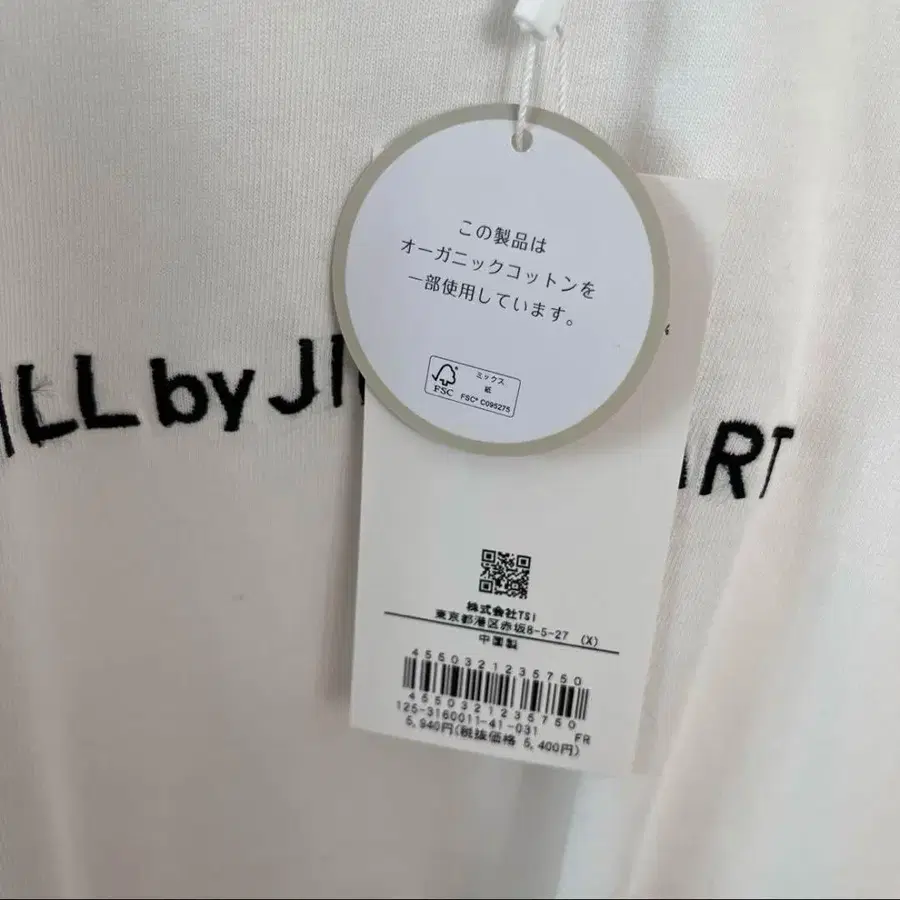 この製品は
オーガニックコットンを
一部使用しています。
FSC
ミックス
紙
FSC® C095275
ILL by JI
ART
株式会社TSI
東京都港区赤坂8-5-27 (X)
中国製
4550321235750
4550321235750
125-3160011-41-031 FR
5,940円(税抜価格 5,400円)